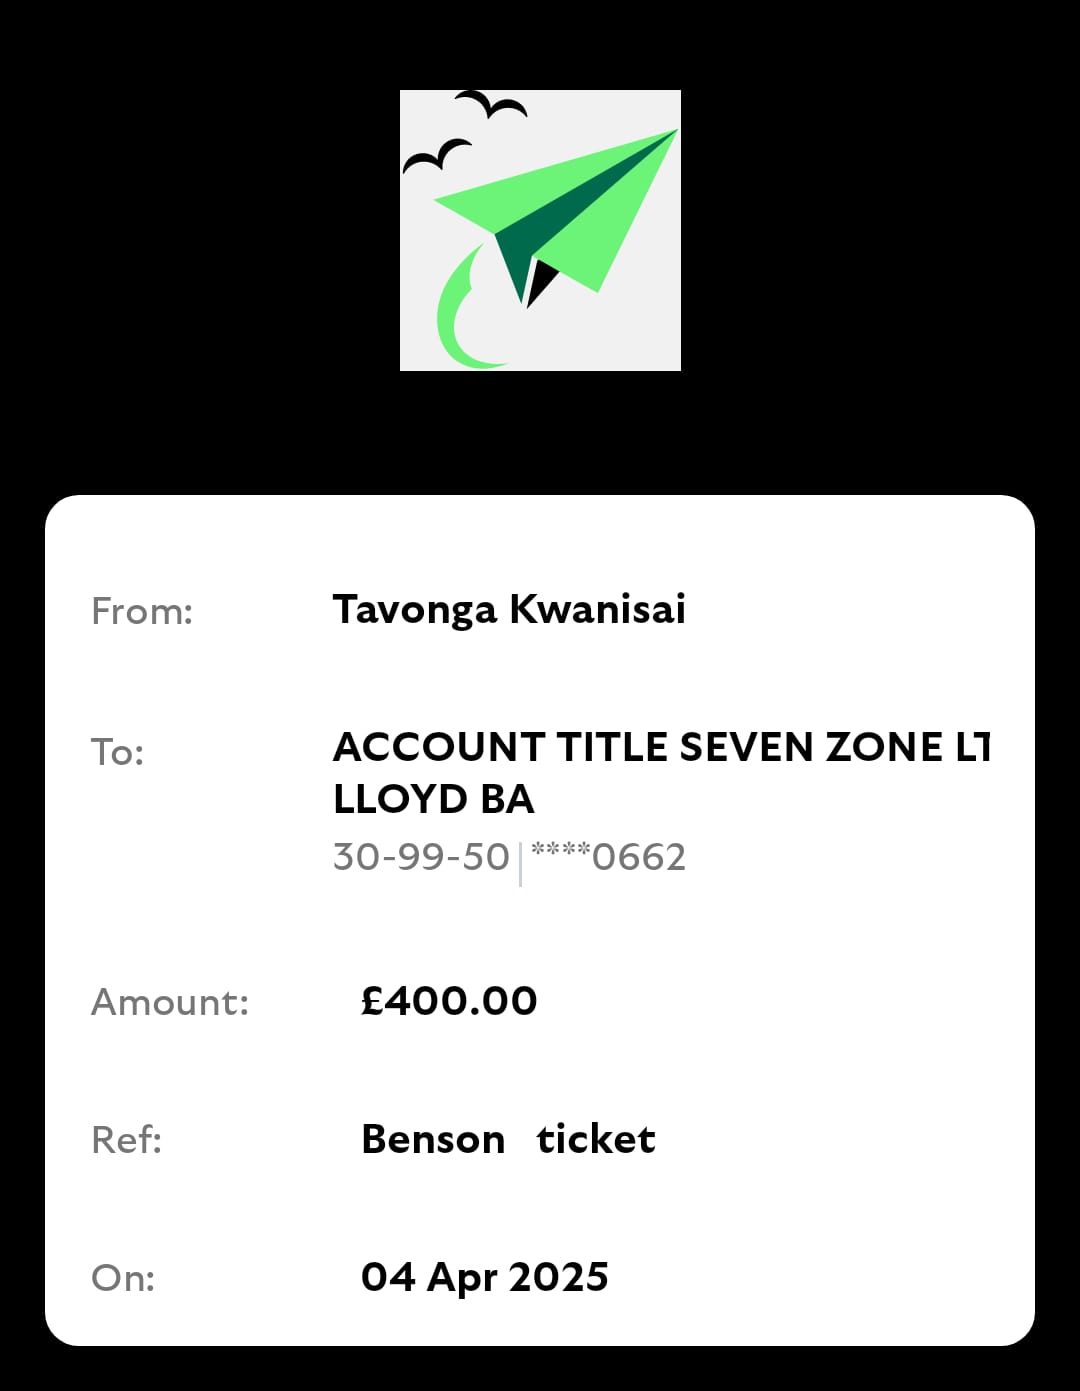 From: Tavonga Kwanisai
To: ACCOUNT TITLE SEVEN ZONE LT
LLOYD BA
30-99-50 | ****0662
Amount: £400.00
Ref: Benson ticket
On: 04 Apr 2025